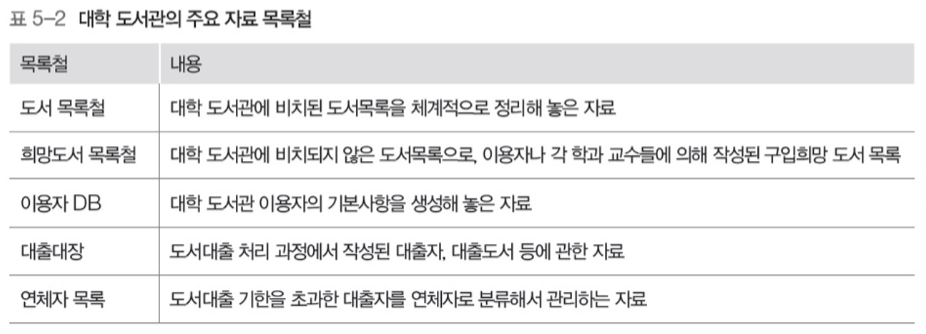 표 5-2 대학 도서관의 주요 자료 목록철
목록철 내용
도서 목록철 대학 도서관에 비치된 도서목록을 체계적으로 정리해 놓은 자료
희망도서 목록철 대학 도서관에 비치되지 않은 도서목록으로, 이용자나 각 학과 교수들에 의해 작성된 구입희망 도서 목록
이용자 DB 대학 도서관 이용자의 기본사항을 생성해 놓은 자료
대출대장 도서대출 처리 과정에서 작성된 대출자, 대출도서 등에 관한 자료
연체자 목록 도서대출 기한을 초과한 대출자를 연체자로 분류해서 관리하는 자료